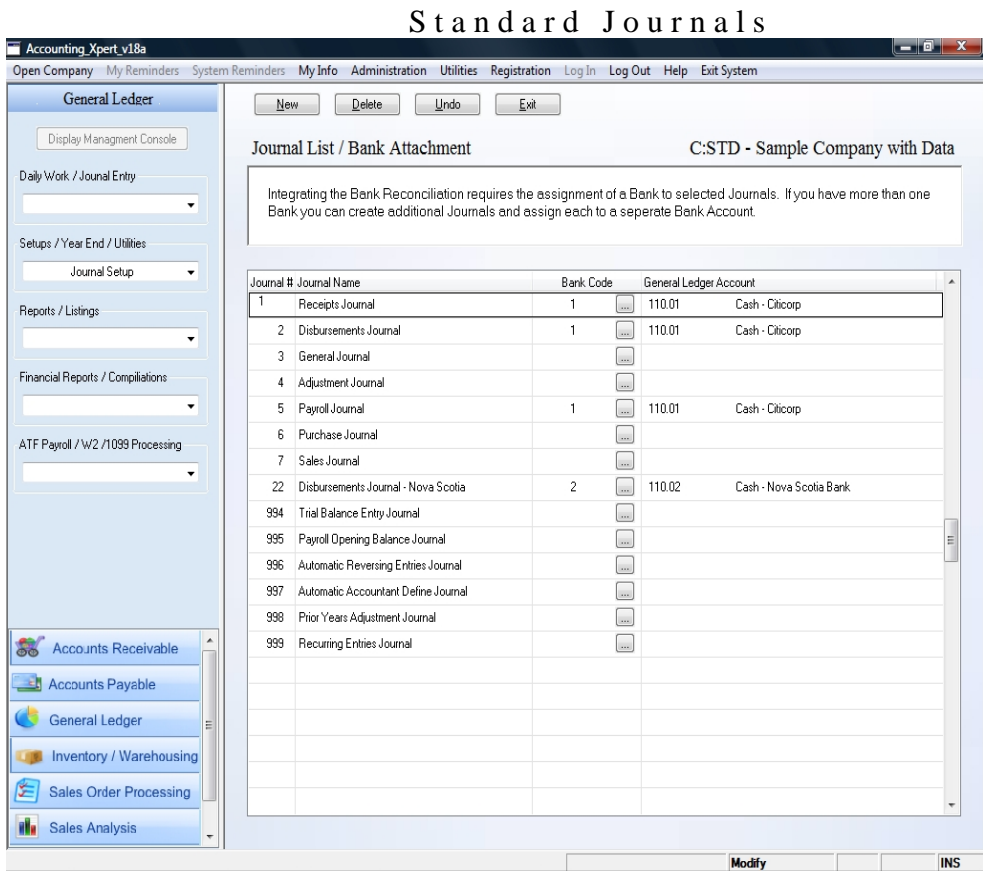 Standard Journals
Accounting_Xpert_v18a
Open Company My Reminders System Reminders My Info Administration Utilities Registration Log In Log Out Help Exit System
General Ledger
New Delete Undo Exit
Display Managment Console
Journal List / Bank Attachment C:STD - Sample Company with Data
Daily Work / Jounal Entry
Integrating the Bank Reconciliation requires the assignment of a Bank to selected Journals. If you have more than one
Bank you can create additional Journals and assign each to a seperate Bank Account.
Setups / Year End / Utilities
Journal Setup
Reports / Listings
Financial Reports / Compiliations
ATF Payroll / W2 /1099 Processing
Journal # Journal Name Bank Code General Ledger Account
1 Receipts Journal 1 ... 110.01 Cash - Citicorp
2 Disbursements Journal 1 ... 110.01 Cash - Citicorp
3 General Journal ...
4 Adjustment Journal ...
5 Payroll Journal 1 ... 110.01 Cash - Citicorp
6 Purchase Journal ...
7 Sales Journal ...
22 Disbursements Journal - Nova Scotia 2 ... 110.02 Cash - Nova Scotia Bank
994 Trial Balance Entry Journal ...
995 Payroll Opening Balance Journal ...
996 Automatic Reversing Entries Journal ...
997 Automatic Accountant Define Journal ...
998 Prior Years Adjustment Journal ...
999 Recurring Entries Journal ...
Accounts Receivable
Accounts Payable
General Ledger
Inventory / Warehousing
Sales Order Processing
Sales Analysis
Modify INS